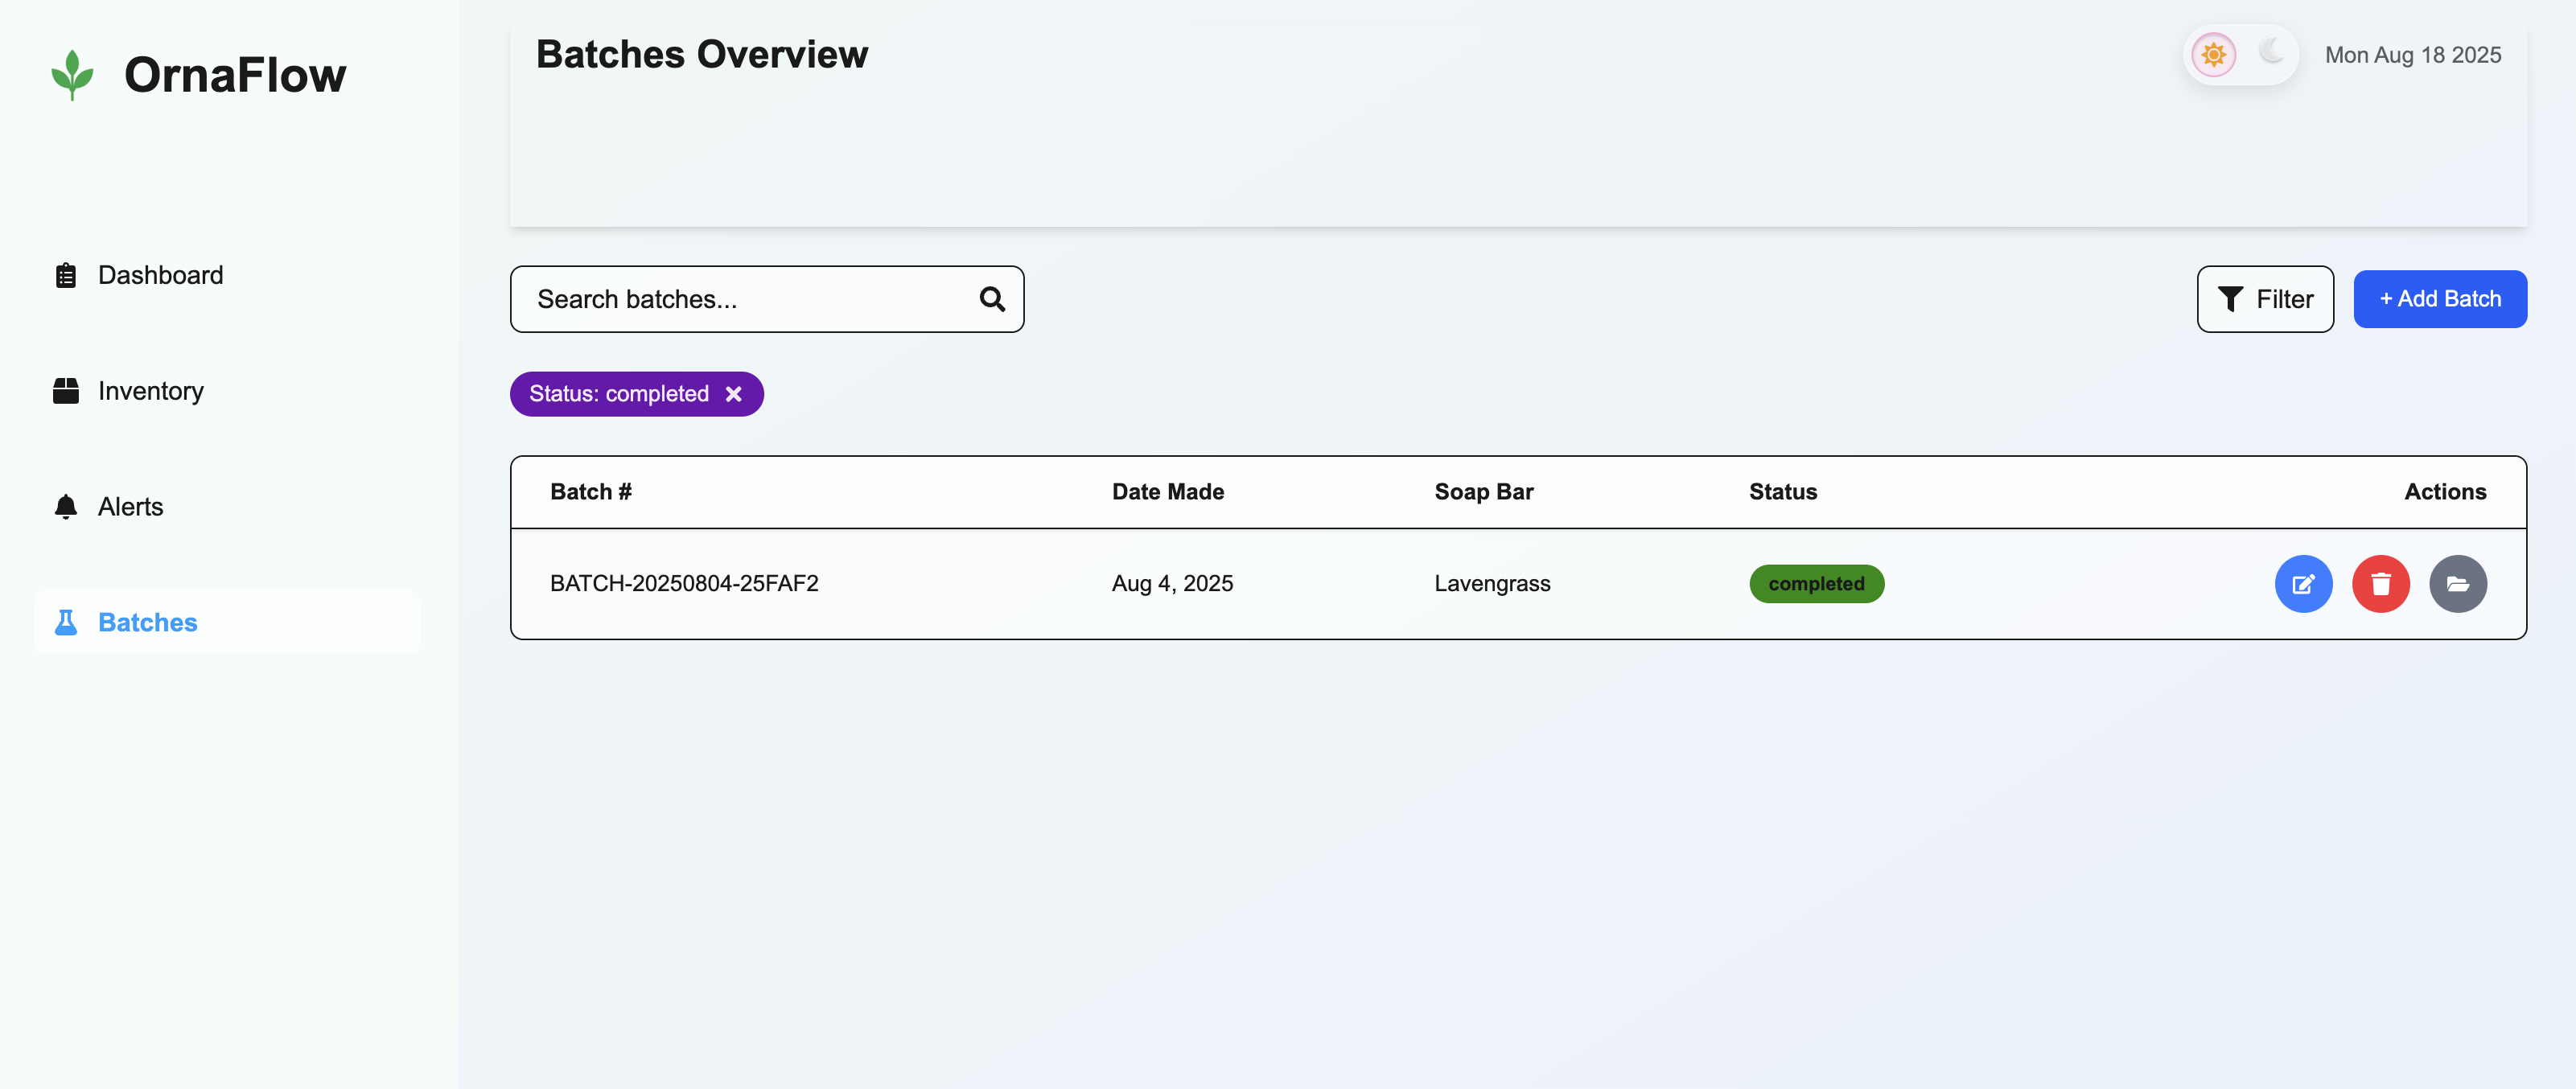 OrnaFlow
Batches Overview
Mon Aug 18 2025
Dashboard
Inventory
Alerts
Batches
Search batches...
Filter
+ Add Batch
Status: completed
Batch # Date Made Soap Bar Status Actions
BATCH-20250804-25FAF2 Aug 4, 2025 Lavengrass completed